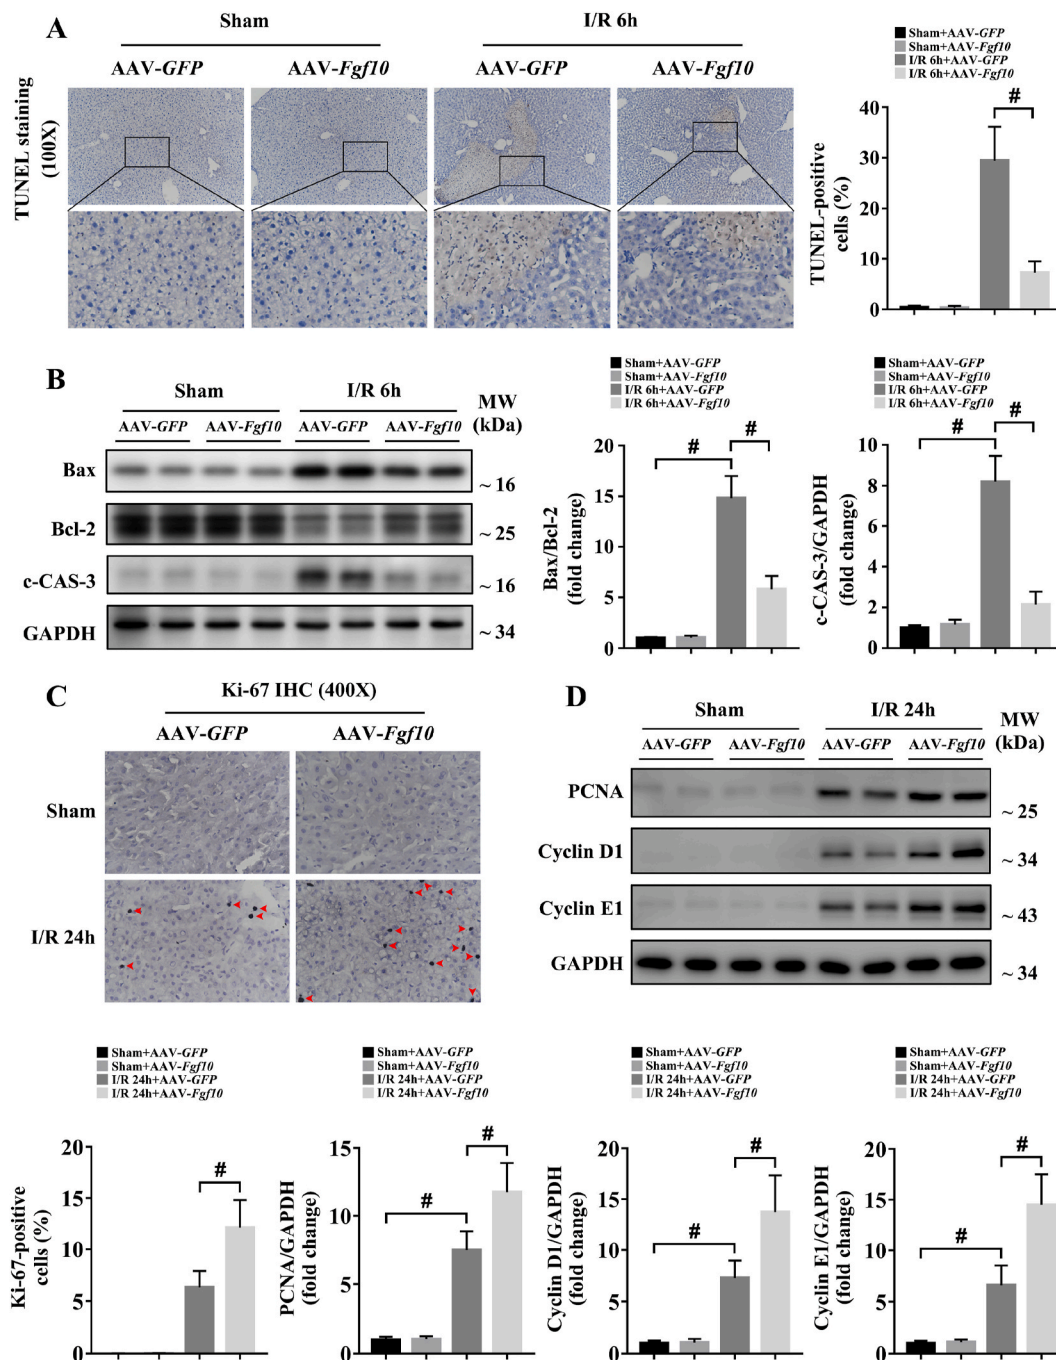 A
Sham
I/R 6h
AAV-GFP
AAV-Fgf10
AAV-GFP
AAV-Fgf10
TUNEL staining
(100X)
Sham+AAV-GFP
Sham+AAV-Fgf10
I/R 6h+AAV-GFP
I/R 6h+AAV-Fgf10
TUNEL-positive
cells (%)
40
30
20
10
0
#
B
Sham
I/R 6h
MW
(kDa)
AAV-GFP
AAV-Fgf10
AAV-GFP
AAV-Fgf10
Bax
~ 16
Bcl-2
~ 25
c-CAS-3
~ 16
GAPDH
~ 34
Sham+AAV-GFP
Sham+AAV-Fgf10
I/R 6h+AAV-GFP
I/R 6h+AAV-Fgf10
Bax/Bcl-2
(fold change)
20
15
10
5
0
#
#
Sham+AAV-GFP
Sham+AAV-Fgf10
I/R 6h+AAV-GFP
I/R 6h+AAV-Fgf10
c-CAS-3/GAPDH
(fold change)
10
8
6
4
2
0
#
#
C
Ki-67 IHC (400X)
AAV-GFP
AAV-Fgf10
Sham
I/R 24h
D
Sham
I/R 24h
MW
(kDa)
AAV-GFP
AAV-Fgf10
AAV-GFP
AAV-Fgf10
PCNA
~ 25
Cyclin D1
~ 34
Cyclin E1
~ 43
GAPDH
~ 34
Sham+AAV-GFP
Sham+AAV-Fgf10
I/R 24h+AAV-GFP
I/R 24h+AAV-Fgf10
Ki-67-positive
cells (%)
20
15
10
5
0
#
Sham+AAV-GFP
Sham+AAV-Fgf10
I/R 24h+AAV-GFP
I/R 24h+AAV-Fgf10
PCNA/GAPDH
(fold change)
15
10
5
0
#
#
Sham+AAV-GFP
Sham+AAV-Fgf10
I/R 24h+AAV-GFP
I/R 24h+AAV-Fgf10
Cyclin D1/GAPDH
(fold change)
20
15
10
5
0
#
#
Sham+AAV-GFP
Sham+AAV-Fgf10
I/R 24h+AAV-GFP
I/R 24h+AAV-Fgf10
Cyclin E1/GAPDH
(fold change)
20
15
10
5
0
#
#